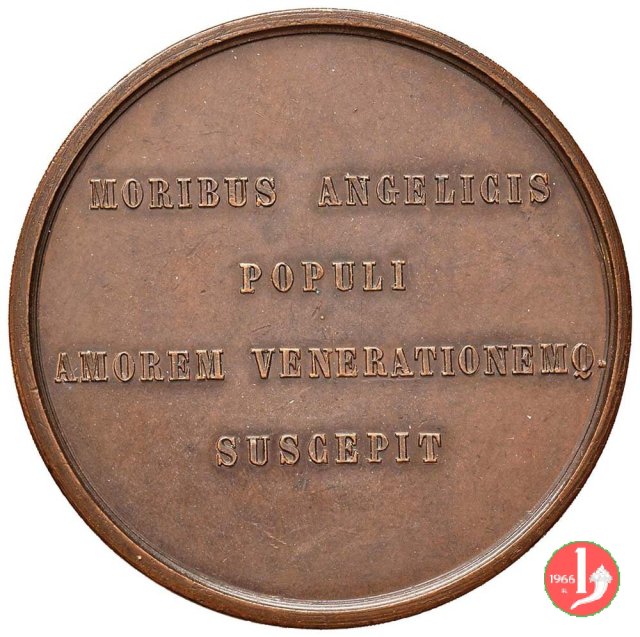 MORIBUS ANGELICIS
POPULI
AMOREM VENERATIONEMQ.
SUSCEPIT
1966